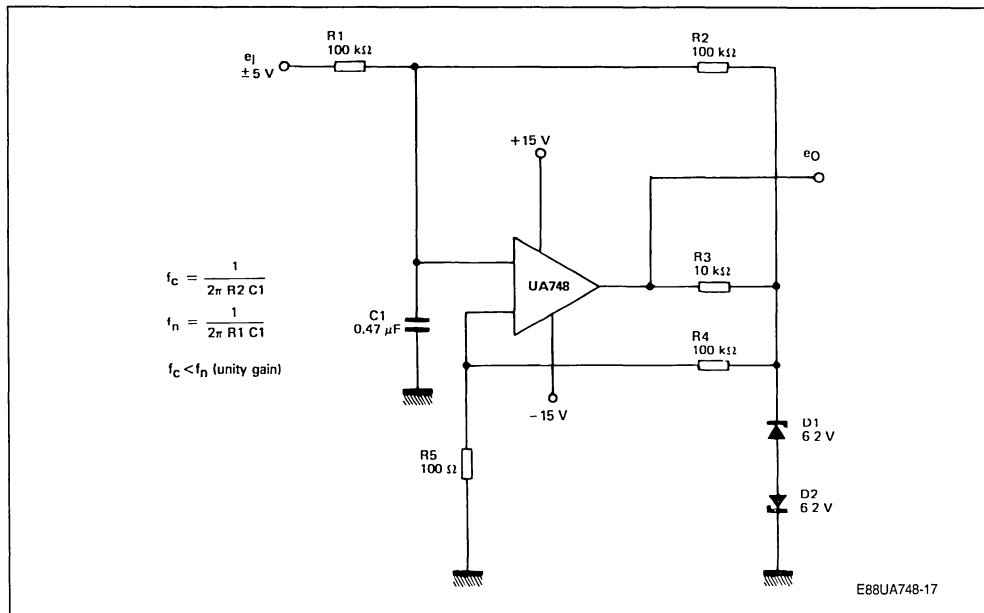 R1
100 kΩ
R2
100 kΩ
eI
±5 V
+15 V
eO
UA748
R3
10 kΩ
C1
0.47 μF
R4
100 kΩ
−15 V
R5
100 Ω
D1
6 2 V
D2
6 2 V
fc = 1 / 2π R2 C1
fn = 1 / 2π R1 C1
fc < fn (unity gain)
E88UA748-17